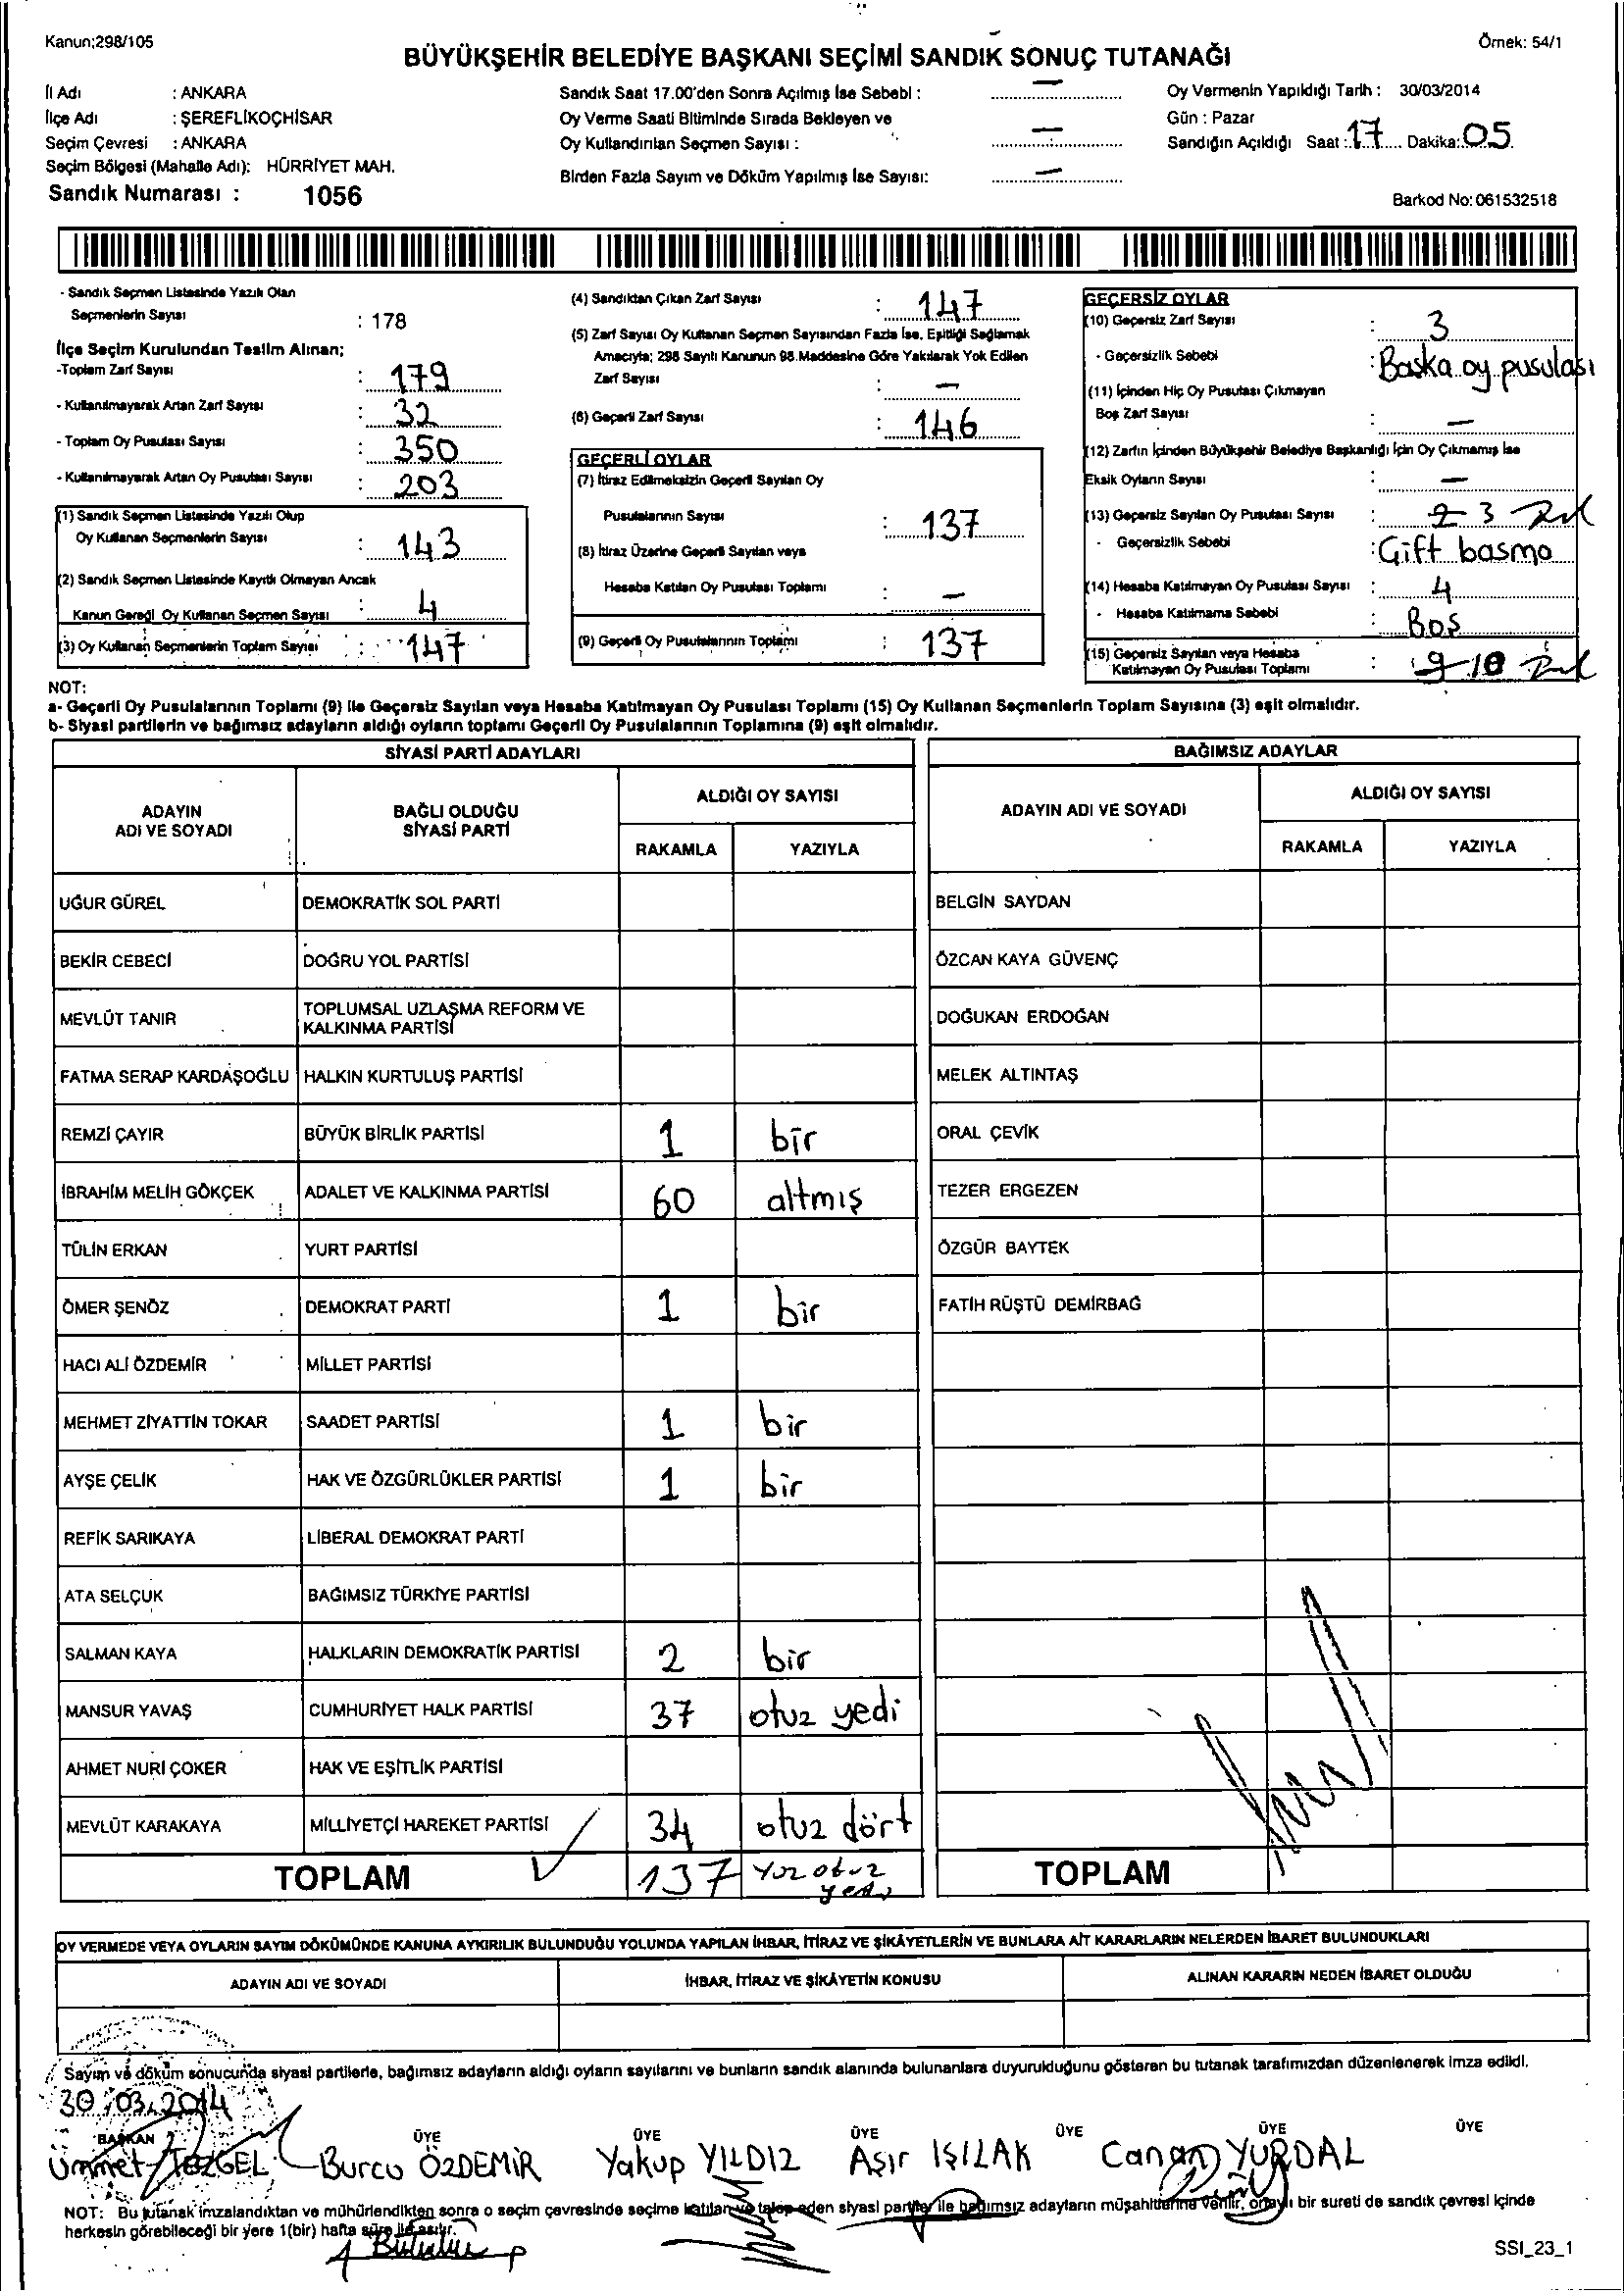 Kanun;298/105
Örnek: 54/1
BÜYÜKŞEHİR BELEDİYE BAŞKANI SEÇİMİ SANDIK SONUÇ TUTANAĞI
İl Adı : ANKARA
İlçe Adı : ŞEREFLİKOÇHİSAR
Seçim Çevresi : ANKARA
Seçim Bölgesi (Mahalle Adı): HÜRRİYET MAH.
Sandık Numarası : 1056
Sandık Saat 17.00'den Sonra Açılmış İse Sebebi : —
Oy Verme Saati Bitiminde Sırada Bekleyen ve
Oy Kullandırılan Seçmen Sayısı : —
Birden Fazla Sayım ve Döküm Yapılmış İse Sayısı: —
Oy Vermenin Yapıldığı Tarih : 30/03/2014
Gün : Pazar
Sandığın Açıldığı Saat : 17 Dakika: 05
Barkod No: 061532518
- Sandık Seçmen Listesinde Yazılı Olan
Seçmenlerin Sayısı : 178
İlçe Seçim Kurulundan Teslim Alınan;
-Toplam Zarf Sayısı : 179
- Kullanılmayarak Artan Zarf Sayısı : 32
- Toplam Oy Pusulası Sayısı : 350
- Kullanılmayarak Artan Oy Pusulası Sayısı : 203
(1) Sandık Seçmen Listesinde Yazılı Olup
Oy Kullanan Seçmenlerin Sayısı : 143
(2) Sandık Seçmen Listesinde Kayıtlı Olmayan Ancak
Kanun Gereği Oy Kullanan Seçmen Sayısı : 4
(3) Oy Kullanan Seçmenlerin Toplam Sayısı : 147
(4) Sandıktan Çıkan Zarf Sayısı : 147
(5) Zarf Sayısı Oy Kullanan Seçmen Sayısından Fazla İse, Eşitliği Sağlamak
Amacıyla; 298 Sayılı Kanunun 98.Maddesine Göre Yakılarak Yok Edilen
Zarf Sayısı : —
(6) Geçerli Zarf Sayısı : 146
GEÇERLİ OYLAR
(7) İtiraz Edilmeksizin Geçerli Sayılan Oy
Pusulalarının Sayısı : 137
(8) İtiraz Üzerine Geçerli Sayılan veya
Hesaba Katılan Oy Pusulası Toplamı : —
(9) Geçerli Oy Pusulalarının Toplamı : 137
GEÇERSİZ OYLAR
(10) Geçersiz Zarf Sayısı : 3
- Geçersizlik Sebebi : Başka oy pusulası
(11) İçinden Hiç Oy Pusulası Çıkmayan
Boş Zarf Sayısı : —
(12) Zarfın İçinden Büyükşehir Belediye Başkanlığı İçin Oy Çıkmamış İse
Eksik Oyların Sayısı : —
(13) Geçersiz Sayılan Oy Pusulası Sayısı : 2 3
- Geçersizlik Sebebi : Çift basma
(14) Hesaba Katılmayan Oy Pusulası Sayısı : 4
- Hesaba Katılmama Sebebi : Boş
(15) Geçersiz Sayılan veya Hesaba
Katılmayan Oy Pusulası Toplamı : 9 10
NOT:
a- Geçerli Oy Pusulalarının Toplamı (9) ile Geçersiz Sayılan veya Hesaba Katılmayan Oy Pusulası Toplamı (15) Oy Kullanan Seçmenlerin Toplam Sayısına (3) eşit olmalıdır.
b- Siyasi partilerin ve bağımsız adayların aldığı oyların toplamı Geçerli Oy Pusulalarının Toplamına (9) eşit olmalıdır.
SİYASİ PARTİ ADAYLARI
ADAYIN ADI VE SOYADI
BAĞLI OLDUĞU SİYASİ PARTİ
ALDIĞI OY SAYISI
RAKAMLA YAZIYLA
UĞUR GÜREL DEMOKRATİK SOL PARTİ
BEKİR CEBECİ DOĞRU YOL PARTİSİ
MEVLÜT TANIR TOPLUMSAL UZLAŞMA REFORM VE
KALKINMA PARTİSİ
FATMA SERAP KARDAŞOĞLU HALKIN KURTULUŞ PARTİSİ
REMZİ ÇAYIR BÜYÜK BİRLİK PARTİSİ 1 bir
İBRAHİM MELİH GÖKÇEK ADALET VE KALKINMA PARTİSİ 60 altmış
TÜLİN ERKAN YURT PARTİSİ
ÖMER ŞENÖZ DEMOKRAT PARTİ 1 bir
HACI ALİ ÖZDEMİR MİLLET PARTİSİ
MEHMET ZİYATTİN TOKAR SAADET PARTİSİ 1 bir
AYŞE ÇELİK HAK VE ÖZGÜRLÜKLER PARTİSİ 1 bir
REFİK SARIKAYA LİBERAL DEMOKRAT PARTİ
ATA SELÇUK BAĞIMSIZ TÜRKİYE PARTİSİ
SALMAN KAYA HALKLARIN DEMOKRATİK PARTİSİ 2 bir
MANSUR YAVAŞ CUMHURİYET HALK PARTİSİ 37 otuz yedi
AHMET NURİ ÇOKER HAK VE EŞİTLİK PARTİSİ
MEVLÜT KARAKAYA MİLLİYETÇİ HAREKET PARTİSİ 34 otuz dört
TOPLAM 137 Yüz otuz
yedi
BAĞIMSIZ ADAYLAR
ADAYIN ADI VE SOYADI
ALDIĞI OY SAYISI
RAKAMLA YAZIYLA
BELGİN SAYDAN
ÖZCAN KAYA GÜVENÇ
DOĞUKAN ERDOĞAN
MELEK ALTINTAŞ
ORAL ÇEVİK
TEZER ERGEZEN
ÖZGÜR BAYTEK
FATİH RÜŞTÜ DEMİRBAĞ
TOPLAM
OY VERMEDE VEYA OYLARIN SAYIM DÖKÜMÜNDE KANUNA AYKIRILIK BULUNDUĞU YOLUNDA YAPILAN İHBAR, İTİRAZ VE ŞİKÂYETLERİN VE BUNLARA AİT KARARLARIN NELERDEN İBARET BULUNDUKLARI
ADAYIN ADI VE SOYADI
İHBAR, İTİRAZ VE ŞİKÂYETİN KONUSU
ALINAN KARARIN NEDEN İBARET OLDUĞU
Sayım ve döküm sonucunda siyasi partilerle, bağımsız adayların aldığı oyların sayılarını ve bunların sandık alanında bulunanlara duyurulduğunu gösteren bu tutanak tarafımızdan düzenlenerek imza edildi.
30/03/2014
BAŞKAN ÜYE ÜYE ÜYE ÜYE ÜYE ÜYE
Ümmet TOZGEL Burcu ÖZDEMİR Yakup YILDIZ Aşır IŞILAK Canan YURDAL
NOT: Bu tutanak imzalandıktan ve mühürlendikten sonra o seçim çevresinde seçime katılan ve talep eden siyasi partiler ile bağımsız adayların müşahitlerine verilir, onaylı bir sureti de sandık çevresi içinde
herkesin görebileceği bir yere 1(bir) hafta süre ile asılır.
SSI_23_1